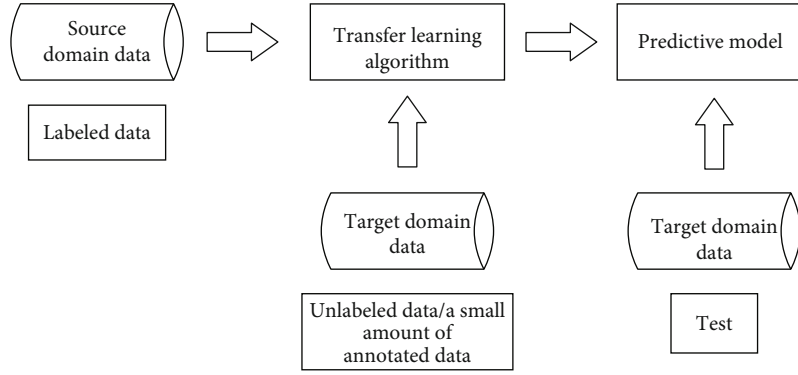 Source
domain data
Labeled data
Transfer learning
algorithm
Predictive model
Target domain
data
Unlabeled data/a small
amount of
annotated data
Target domain
data
Test